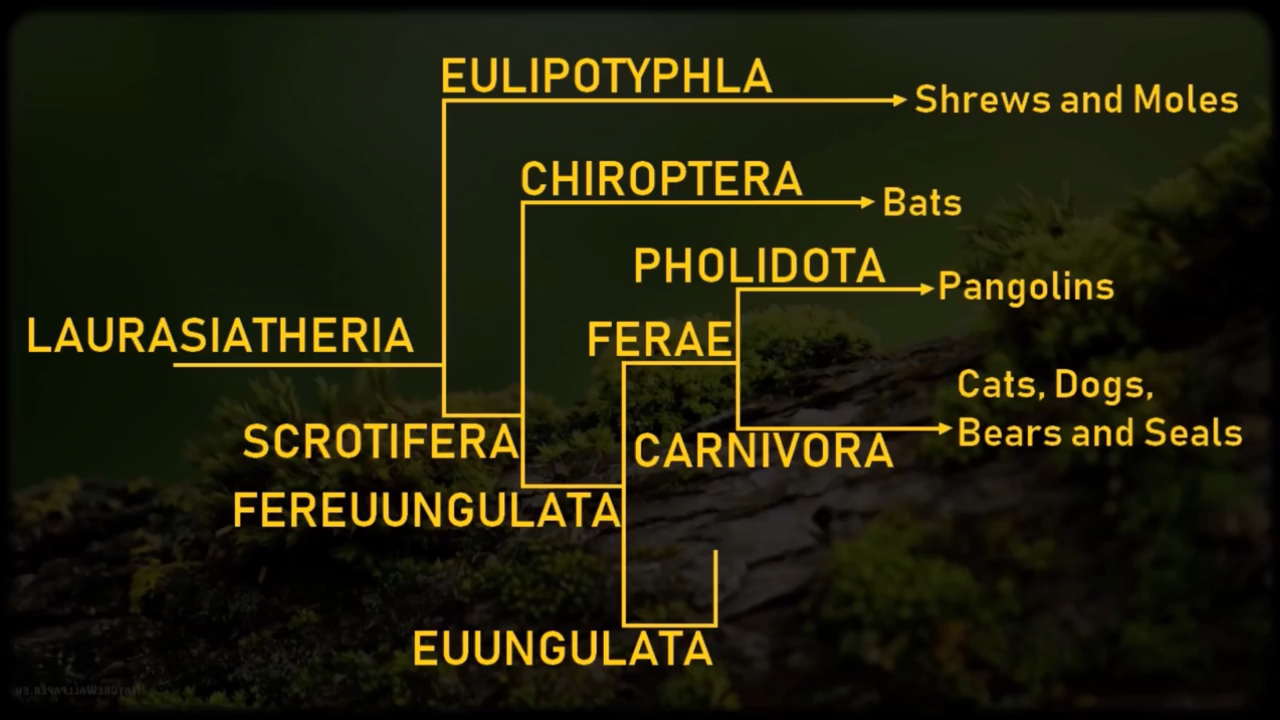 EULIPOTYPHLA
Shrews and Moles
CHIROPTERA
Bats
PHOLIDOTA
Pangolins
LAURASIATHERIA
FERAE
Cats, Dogs,
Bears and Seals
SCROTIFERA
CARNIVORA
FEREUUNGULATA
EUUNGULATA